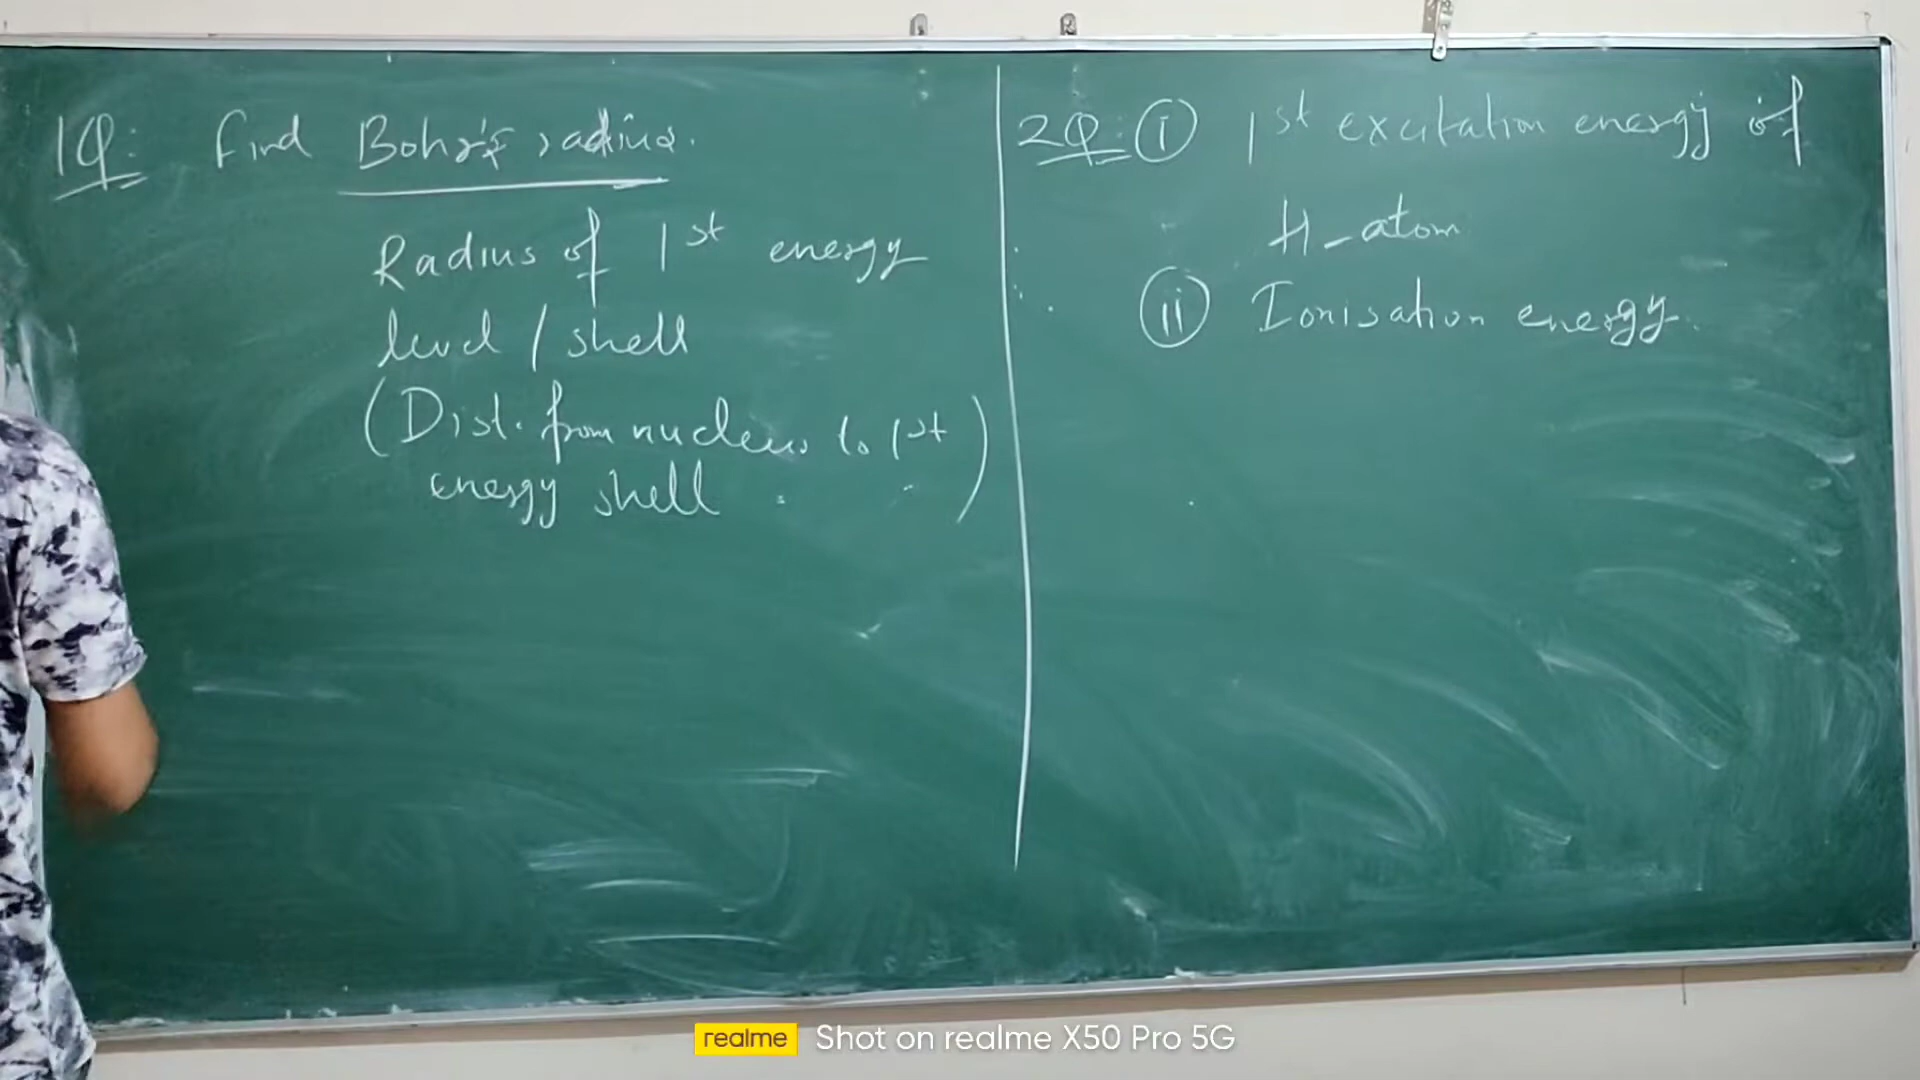 1Q: Find Bohr's radius.
Radius of 1st energy
level / shell
(Dist. from nucleus to 1st
energy shell )
2Q: (i) 1st excitation energy of
H-atom
(ii) Ionisation energy.
realme Shot on realme X50 Pro 5G